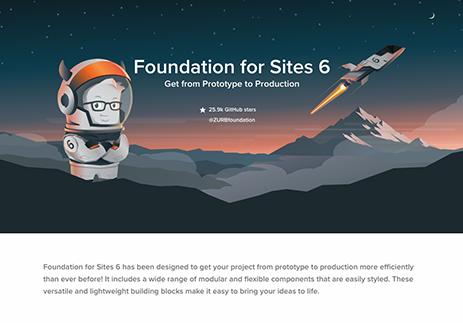 Foundation for Sites 6
Get from Prototype to Production
25.9k GitHub stars
@ZURBfoundation
6
Foundation for Sites 6 has been designed to get your project from prototype to production more efficiently
than ever before! It includes a wide range of modular and flexible components that are easily styled. These
versatile and lightweight building blocks make it easy to bring your ideas to life.